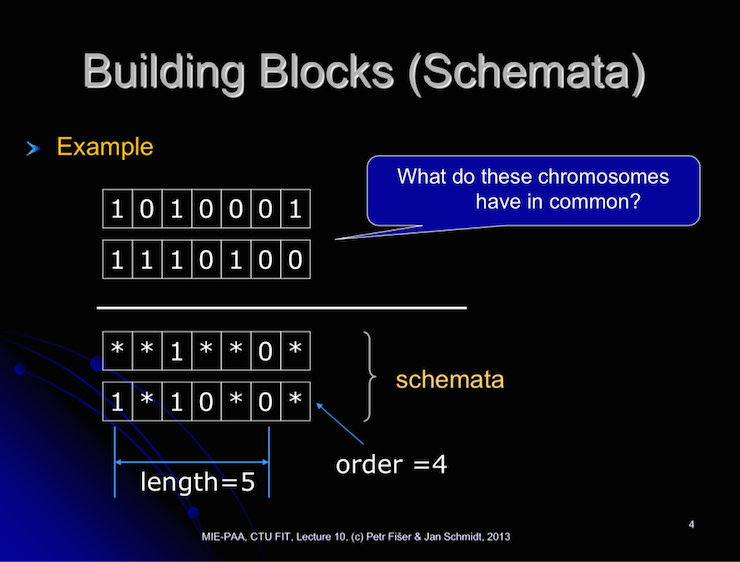 Building Blocks (Schemata)
Example
What do these chromosomes
have in common?
1 0 1 0 0 0 1
1 1 1 0 1 0 0
* * 1 * * 0 *
1 * 1 0 * 0 *
schemata
order =4
length=5
4
MIE-PAA, CTU FIT, Lecture 10, (c) Petr Fišer & Jan Schmidt, 2013